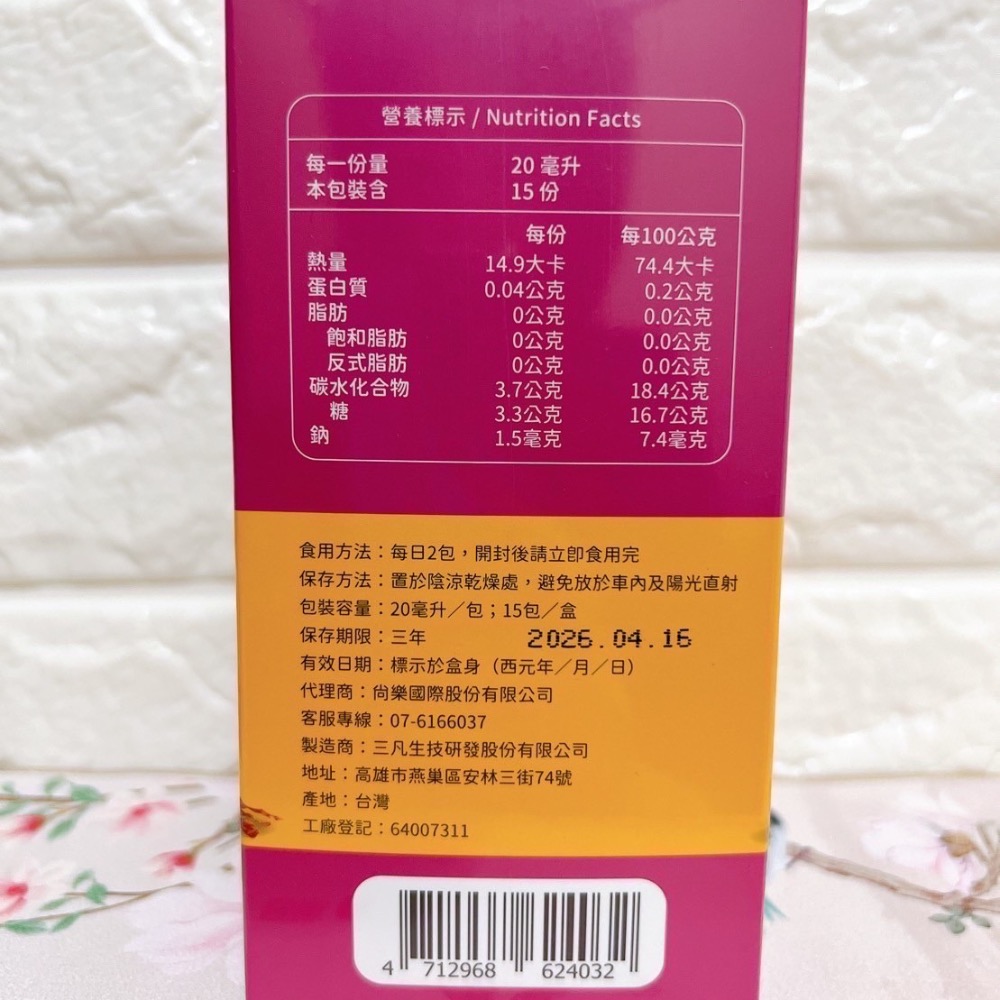 營養標示 / Nutrition Facts
每一份量 20 毫升
本包裝含 15 份
每份 每100公克
熱量 14.9大卡 74.4大卡
蛋白質 0.04公克 0.2公克
脂肪 0公克 0.0公克
飽和脂肪 0公克 0.0公克
反式脂肪 0公克 0.0公克
碳水化合物 3.7公克 18.4公克
糖 3.3公克 16.7公克
鈉 1.5毫克 7.4毫克
食用方法：每日2包，開封後請立即食用完
保存方法：置於陰涼乾燥處，避免放於車內及陽光直射
包裝容量：20毫升／包；15包／盒
保存期限：三年 2026.04.16
有效日期：標示於盒身（西元年／月／日）
代理商：尙樂國際股份有限公司
客服專線：07-6166037
製造商：三凡生技研發股份有限公司
地址：高雄市燕巢區安林三街74號
產地：台灣
工廠登記：64007311
4 712968 624032